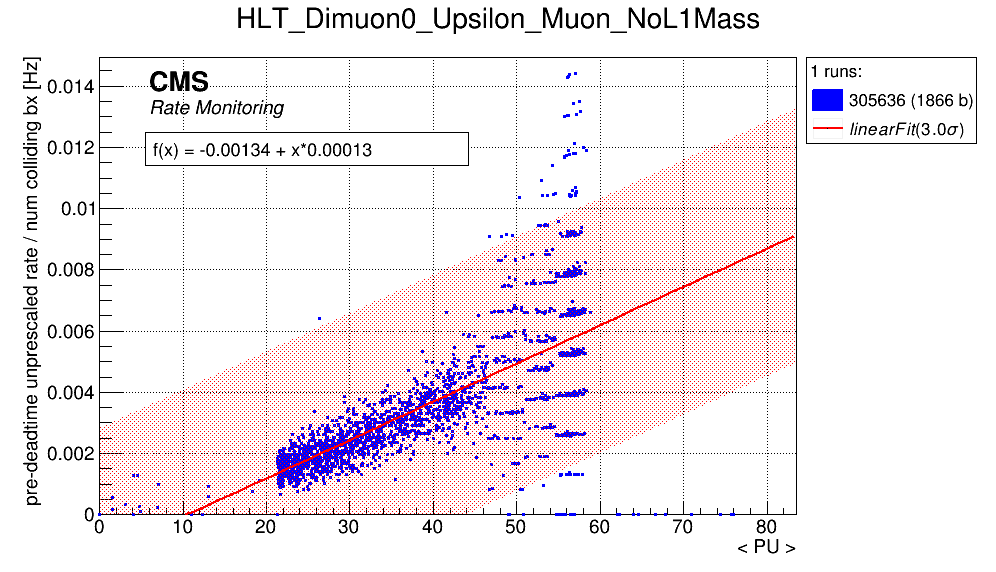 HLT_Dimuon0_Upsilon_Muon_NoL1Mass
pre-deadtime unprescaled rate / num colliding bx [Hz]
CMS
Rate Monitoring
f(x) = -0.00134 + x*0.00013
1 runs:
305636 (1866 b)
linearFit(3.0σ)
0.014
0.012
0.01
0.008
0.006
0.004
0.002
0
0 10 20 30 40 50 60 70 80
< PU >